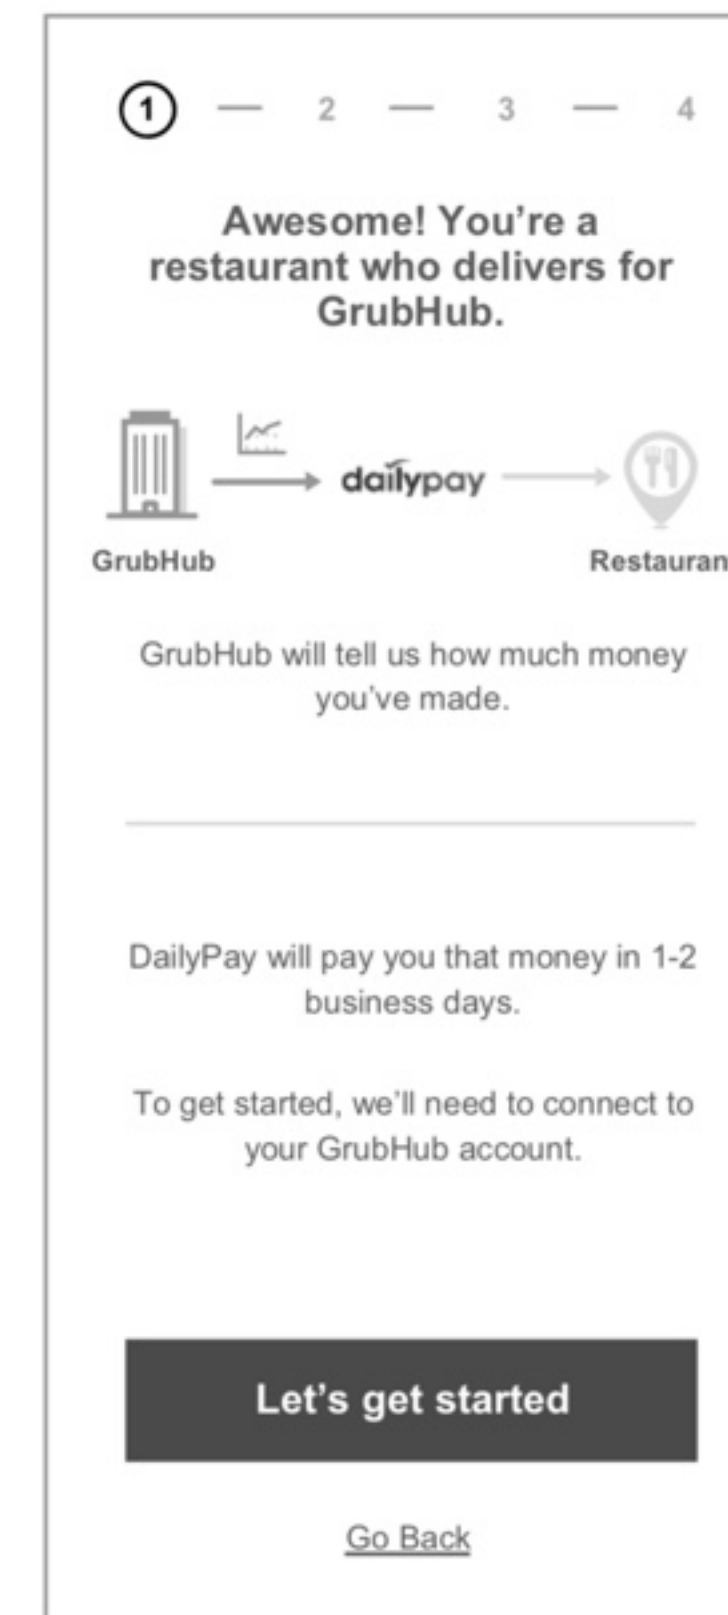 1 — 2 — 3 — 4
Awesome! You're a
restaurant who delivers for
GrubHub.
dailypay
GrubHub
Restauran
GrubHub will tell us how much money
you've made.
DailyPay will pay you that money in 1-2
business days.
To get started, we'll need to connect to
your GrubHub account.
Let's get started
Go Back